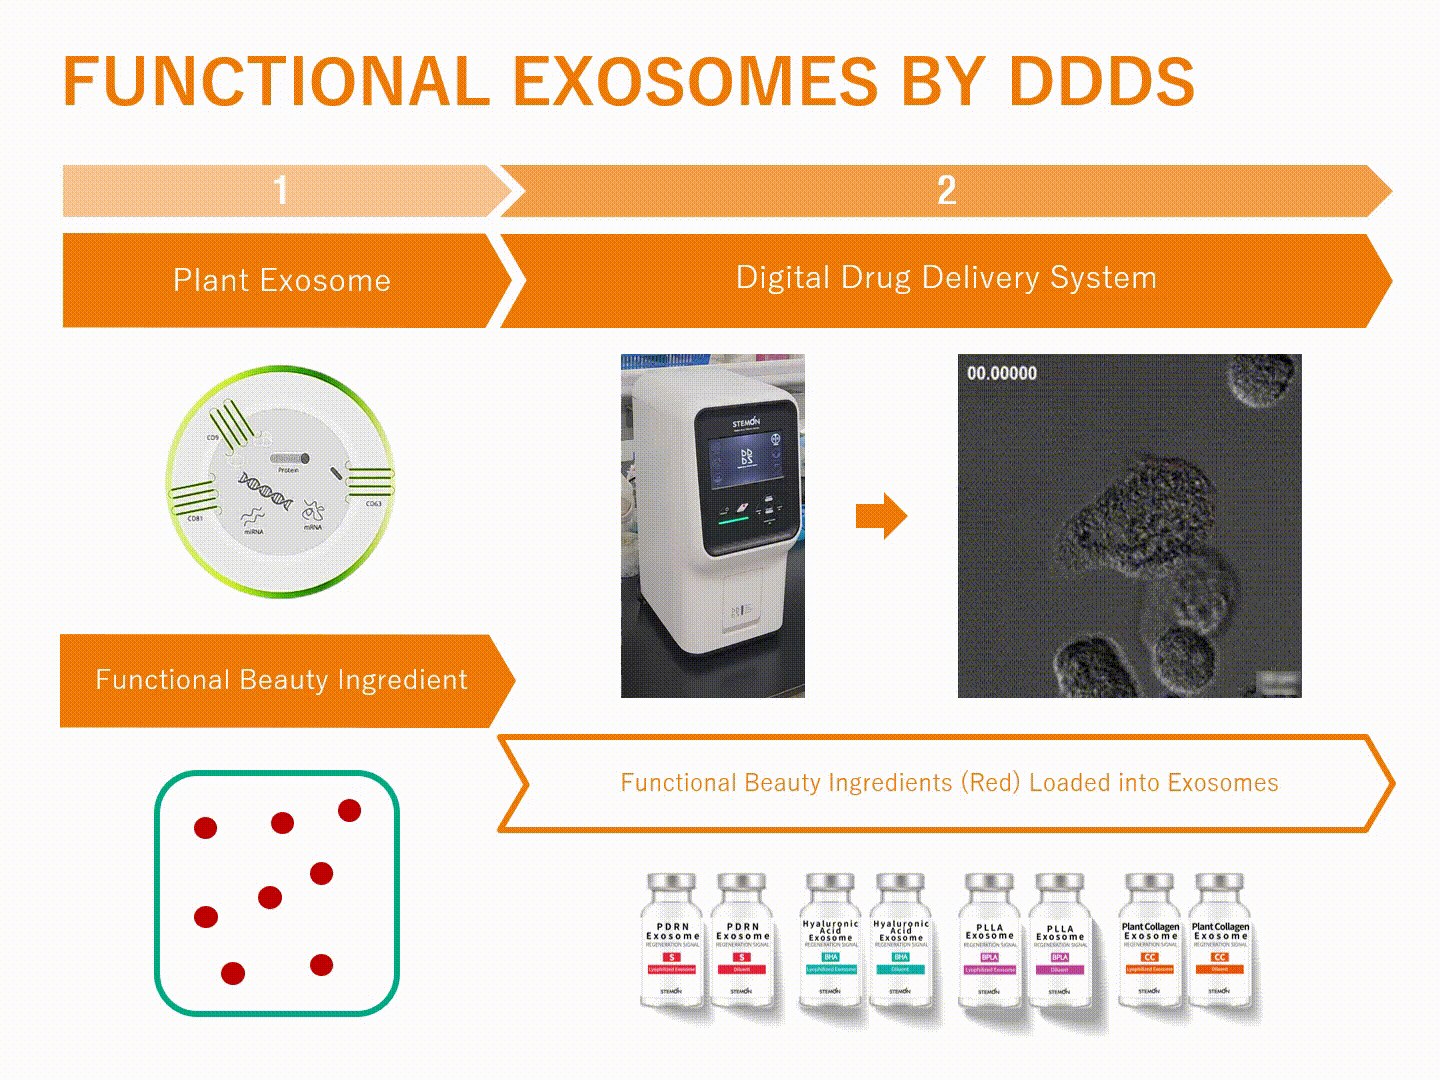 FUNCTIONAL EXOSOMES BY DDDS
1
2
Plant Exosome
Digital Drug Delivery System
CD9
Protein
CD63
CD81
miRNA
mRNA
STEMON
00.00000
Functional Beauty Ingredient
Functional Beauty Ingredients (Red) Loaded into Exosomes
PDRN
Exosome
REGENERATION SIGNAL
S
Lyophilized Exosome
STEMON
PDRN
Exosome
REGENERATION SIGNAL
S
Diluent
STEMON
Hyaluronic
Acid
Exosome
REGENERATION SIGNAL
BHA
Lyophilized Exosome
STEMON
Hyaluronic
Acid
Exosome
REGENERATION SIGNAL
BHA
Diluent
STEMON
PLLA
Exosome
REGENERATION SIGNAL
BPLA
Lyophilized Exosome
STEMON
PLLA
Exosome
REGENERATION SIGNAL
BPLA
Diluent
STEMON
Plant Collagen
Exosome
REGENERATION SIGNAL
CC
Lyophilized Exosome
STEMON
Plant Collagen
Exosome
REGENERATION SIGNAL
CC
Diluent
STEMON